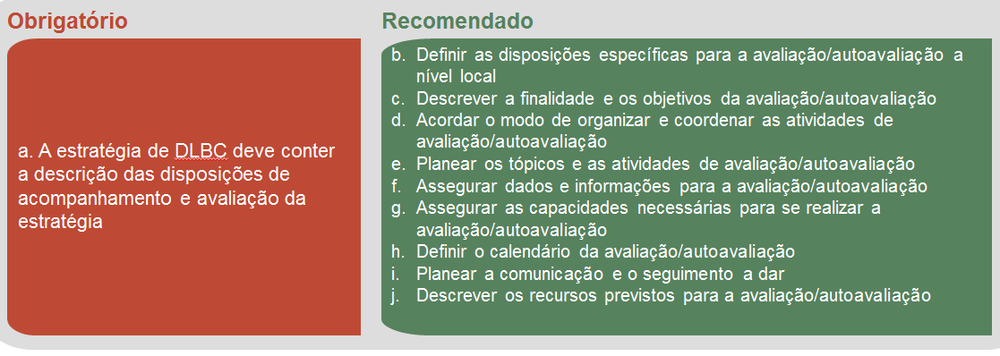 Obrigatório
a. A estratégia de DLBC deve conter
a descrição das disposições de
acompanhamento e avaliação da
estratégia
Recomendado
b. Definir as disposições específicas para a avaliação/autoavaliação a
nível local
c. Descrever a finalidade e os objetivos da avaliação/autoavaliação
d. Acordar o modo de organizar e coordenar as atividades de
avaliação/autoavaliação
e. Planear os tópicos e as atividades de avaliação/autoavaliação
f. Assegurar dados e informações para a avaliação/autoavaliação
g. Assegurar as capacidades necessárias para se realizar a
avaliação/autoavaliação
h. Definir o calendário da avaliação/autoavaliação
i. Planear a comunicação e o seguimento a dar
j. Descrever os recursos previstos para a avaliação/autoavaliação